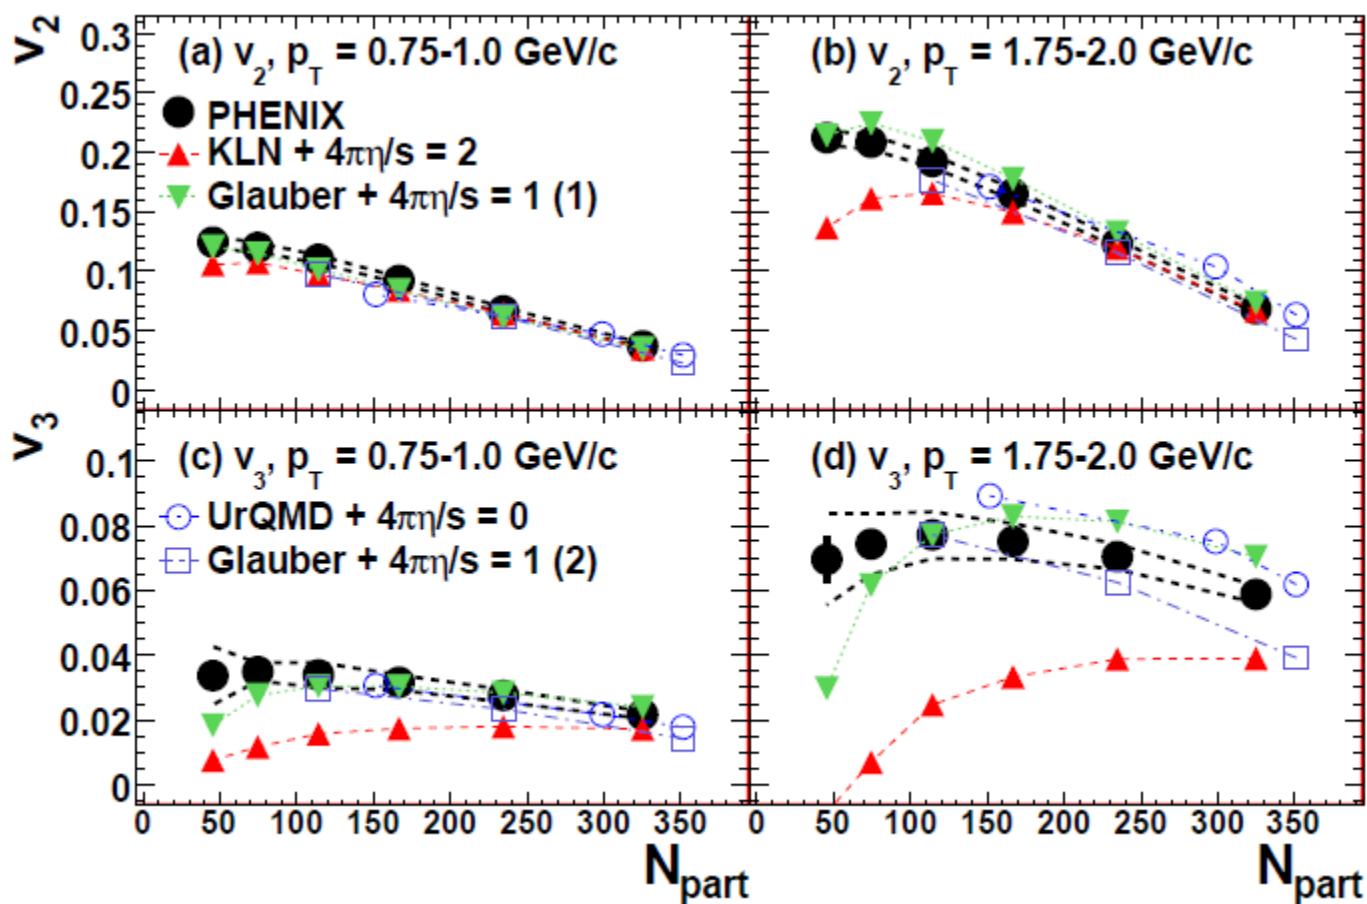 v2
0.3
0.25
0.2
0.15
0.1
0.05
0
(a) v2, pT = 0.75-1.0 GeV/c
PHENIX
KLN + 4πη/s = 2
Glauber + 4πη/s = 1 (1)
(b) v2, pT = 1.75-2.0 GeV/c
v3
0.1
0.08
0.06
0.04
0.02
0
(c) v3, pT = 0.75-1.0 GeV/c
UrQMD + 4πη/s = 0
Glauber + 4πη/s = 1 (2)
(d) v3, pT = 1.75-2.0 GeV/c
0 50 100 150 200 250 300 350
0 50 100 150 200 250 300 350
Npart
Npart